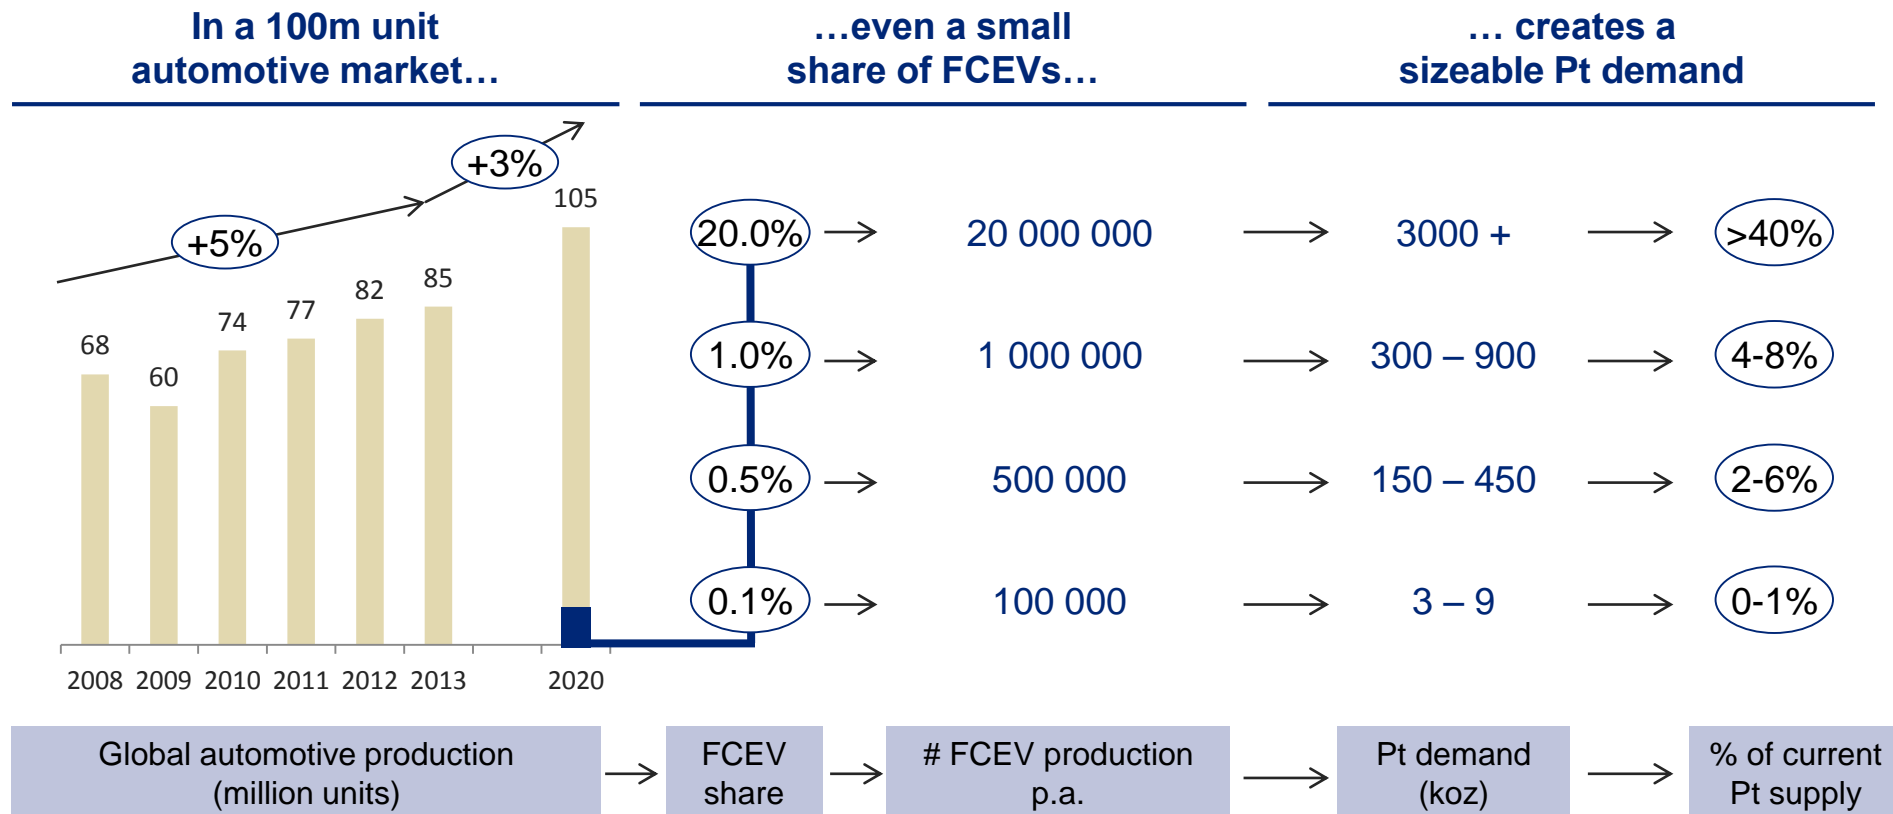 In a 100m unit
automotive market…
…even a small
share of FCEVs…
… creates a
sizeable Pt demand
+3%
+5%
105
85
82
77
74
68
60
2008 2009 2010 2011 2012 2013 2020
20.0% 20 000 000 3000 + >40%
1.0% 1 000 000 300 – 900 4-8%
0.5% 500 000 150 – 450 2-6%
0.1% 100 000 3 – 9 0-1%
Global automotive production
(million units)
FCEV
share
# FCEV production
p.a.
Pt demand
(koz)
% of current
Pt supply